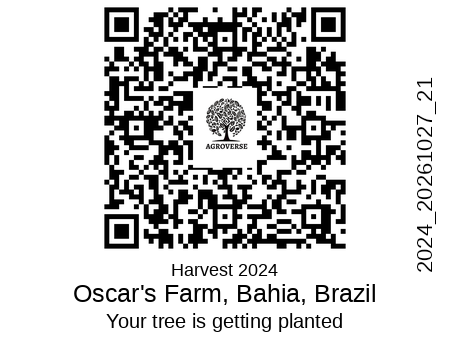 AGROVERSE
Harvest 2024
Oscar's Farm, Bahia, Brazil
Your tree is getting planted
2024_20261027_21